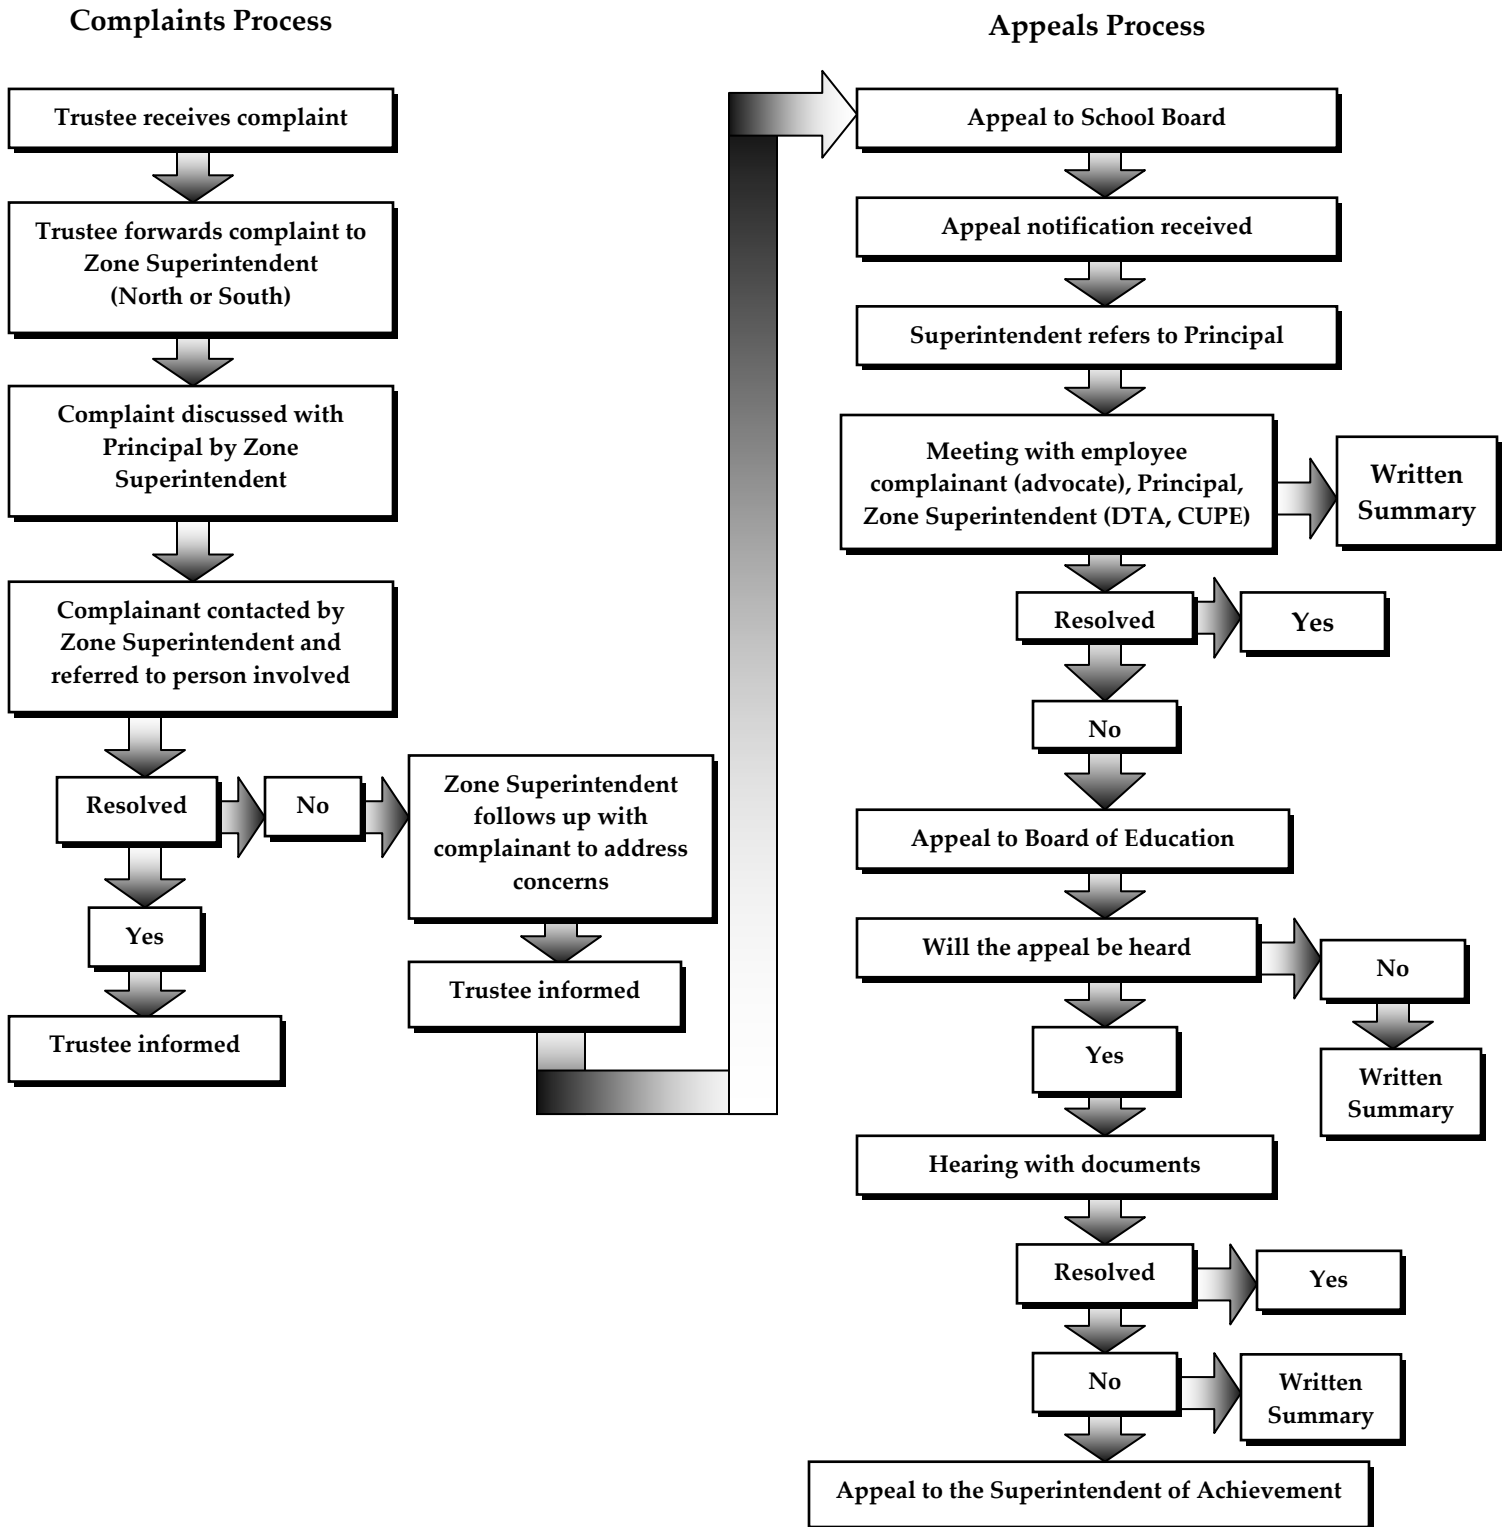 Complaints Process
Trustee receives complaint
Trustee forwards complaint to
Zone Superintendent
(North or South)
Complaint discussed with
Principal by Zone
Superintendent
Complainant contacted by
Zone Superintendent and
referred to person involved
Resolved
No
Zone Superintendent
follows up with
complainant to address
concerns
Yes
Trustee informed
Trustee informed
Appeals Process
Appeal to School Board
Appeal notification received
Superintendent refers to Principal
Meeting with employee
complainant (advocate), Principal,
Zone Superintendent (DTA, CUPE)
Written
Summary
Resolved
Yes
No
Appeal to Board of Education
Will the appeal be heard
No
Written
Summary
Yes
Hearing with documents
Resolved
Yes
No
Written
Summary
Appeal to the Superintendent of Achievement